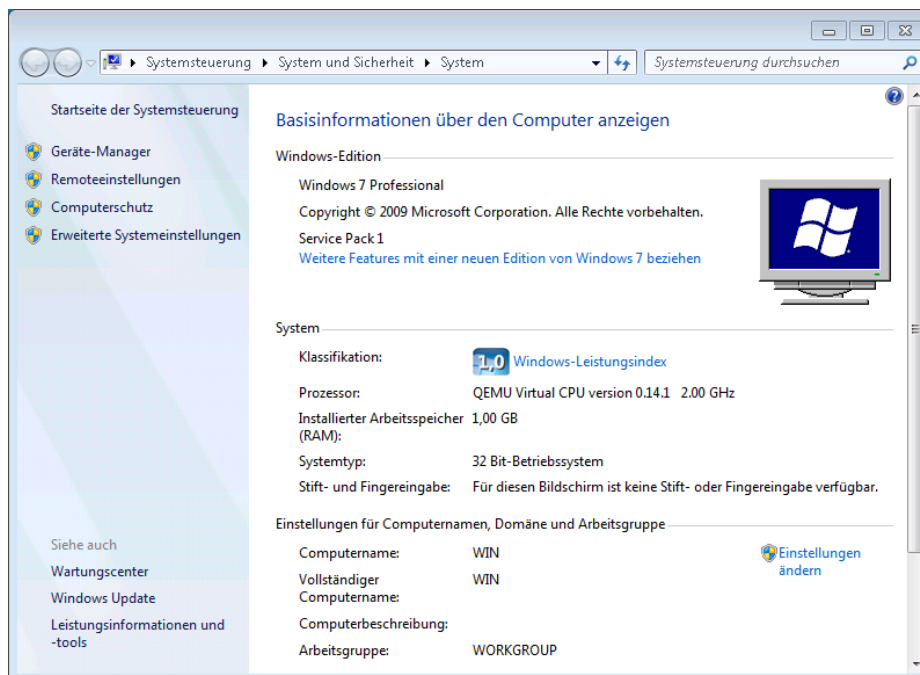 Systemsteuerung System und Sicherheit System
Systemsteuerung durchsuchen
Startseite der Systemsteuerung
Geräte-Manager
Remoteeinstellungen
Computerschutz
Erweiterte Systemeinstellungen
Siehe auch
Wartungscenter
Windows Update
Leistungsinformationen und
-tools
Basisinformationen über den Computer anzeigen
Windows-Edition
Windows 7 Professional
Copyright © 2009 Microsoft Corporation. Alle Rechte vorbehalten.
Service Pack 1
Weitere Features mit einer neuen Edition von Windows 7 beziehen
System
Klassifikation: 1,0 Windows-Leistungsindex
Prozessor: QEMU Virtual CPU version 0.14.1 2.00 GHz
Installierter Arbeitsspeicher 1,00 GB
(RAM):
Systemtyp: 32 Bit-Betriebssystem
Stift- und Fingereingabe: Für diesen Bildschirm ist keine Stift- oder Fingereingabe verfügbar.
Einstellungen für Computernamen, Domäne und Arbeitsgruppe
Computername: WIN
Einstellungen
ändern
Vollständiger WIN
Computername:
Computerbeschreibung:
Arbeitsgruppe: WORKGROUP